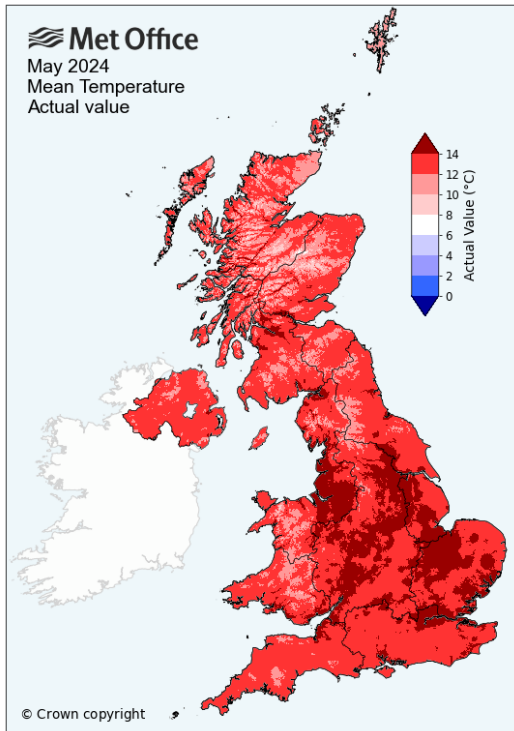 Met Office
May 2024
Mean Temperature
Actual value
14
12
10
8
6
4
2
0
Actual Value (°C)
© Crown copyright